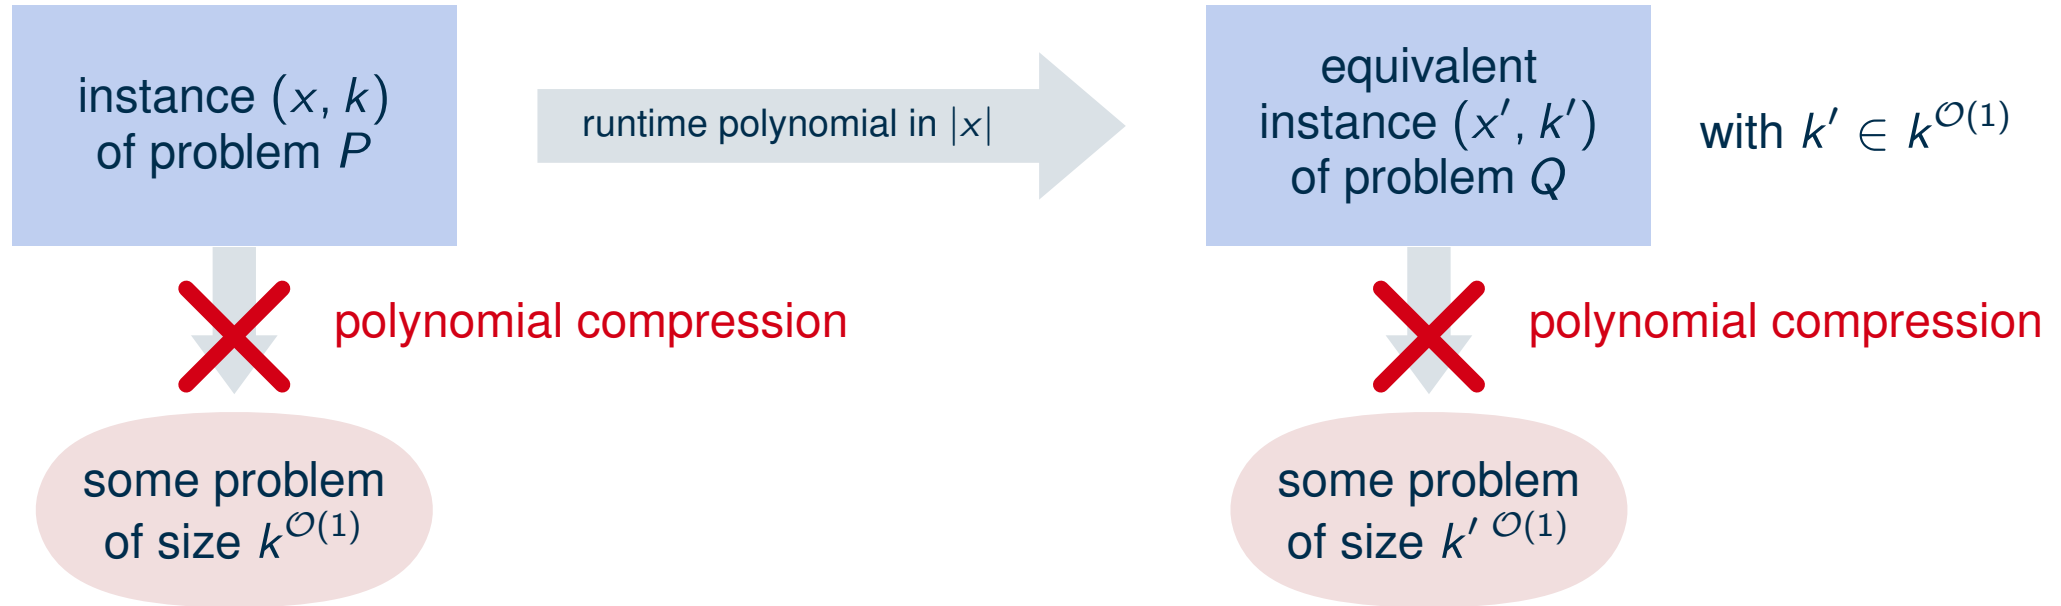 instance (x, k)
of problem P
runtime polynomial in |x|
equivalent
instance (x′, k′)
of problem Q
with k′ ∈ k^𝒪(1)
polynomial compression
polynomial compression
some problem
of size k^𝒪(1)
some problem
of size k′ ^𝒪(1)